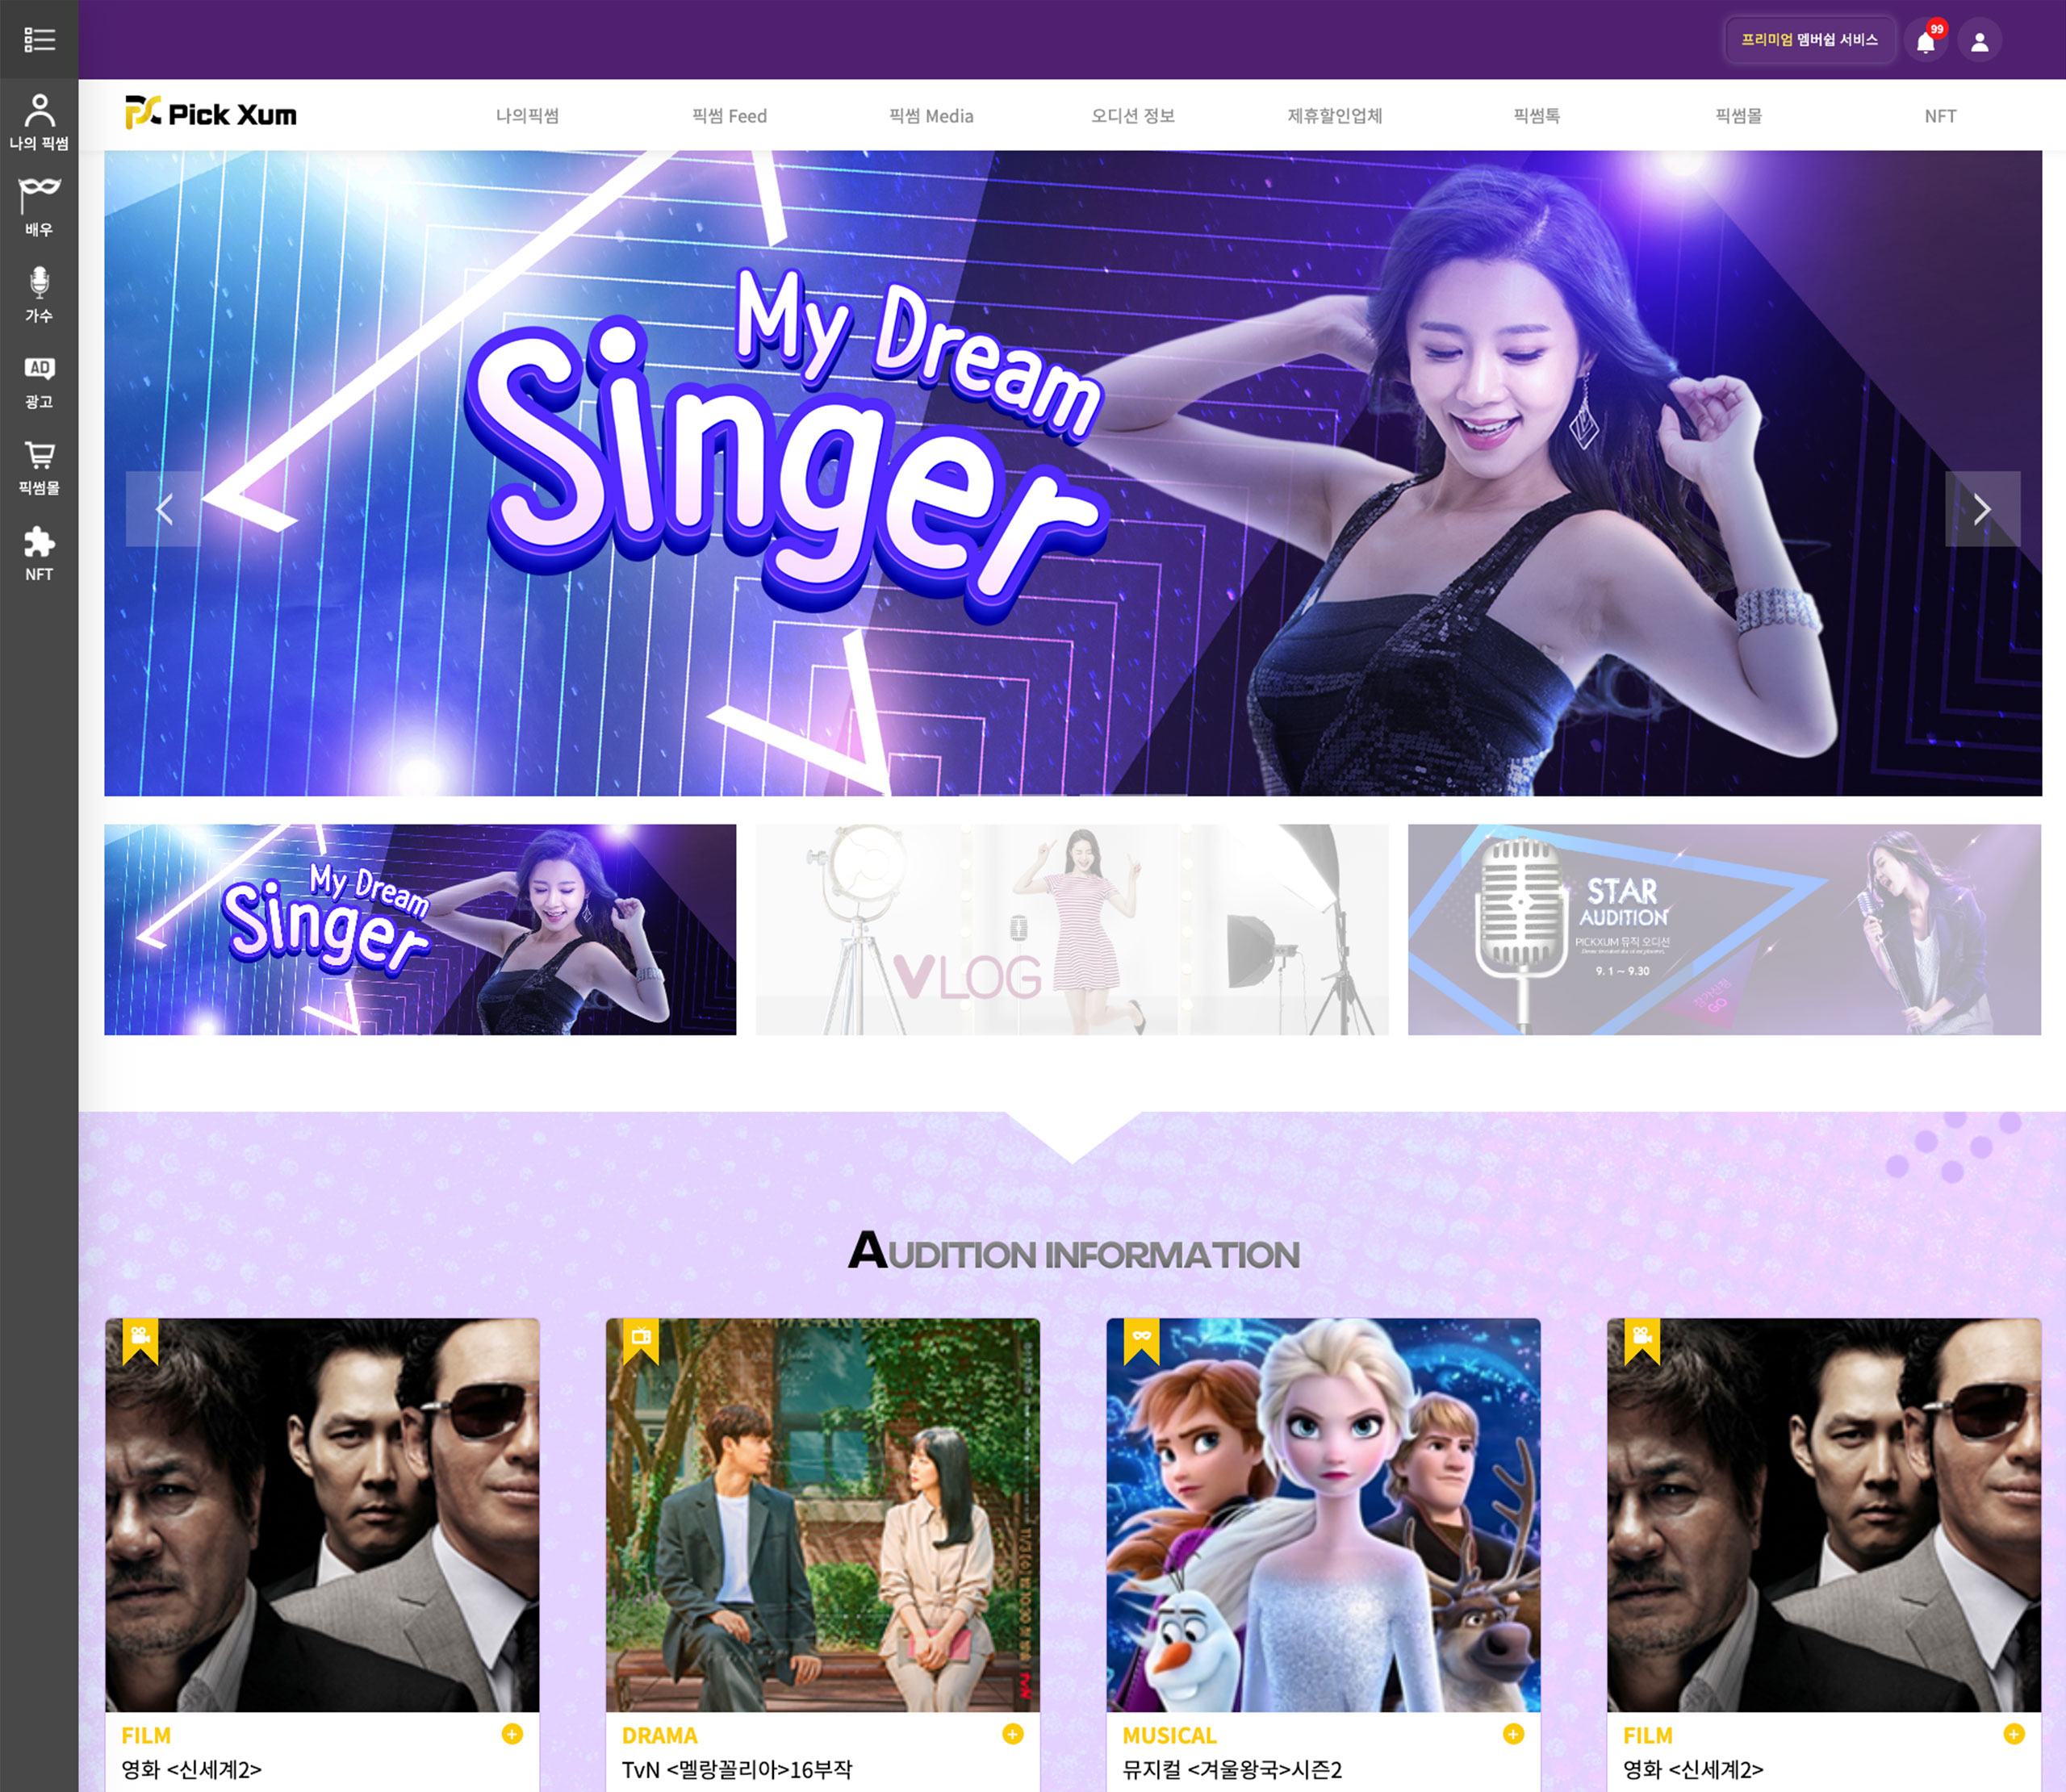 프리미엄 멤버쉽 서비스
99
나의 픽썸
배우
가수
AD
광고
픽썸몰
NFT
Pick Xum
나의픽썸
픽썸 Feed
픽썸 Media
오디션 정보
제휴할인업체
픽썸톡
픽썸몰
NFT
My Dream
Singer
My Dream
Singer
VLOG
STAR
AUDITION
PICKXUM 뮤직 오디션
9. 1 ~ 9.30
GO
AUDITION INFORMATION
FILM
영화 <신세계2>
DRAMA
TvN <멜랑꼴리아>16부작
MUSICAL
뮤지컬 <겨울왕국>시즌2
FILM
영화 <신세계2>